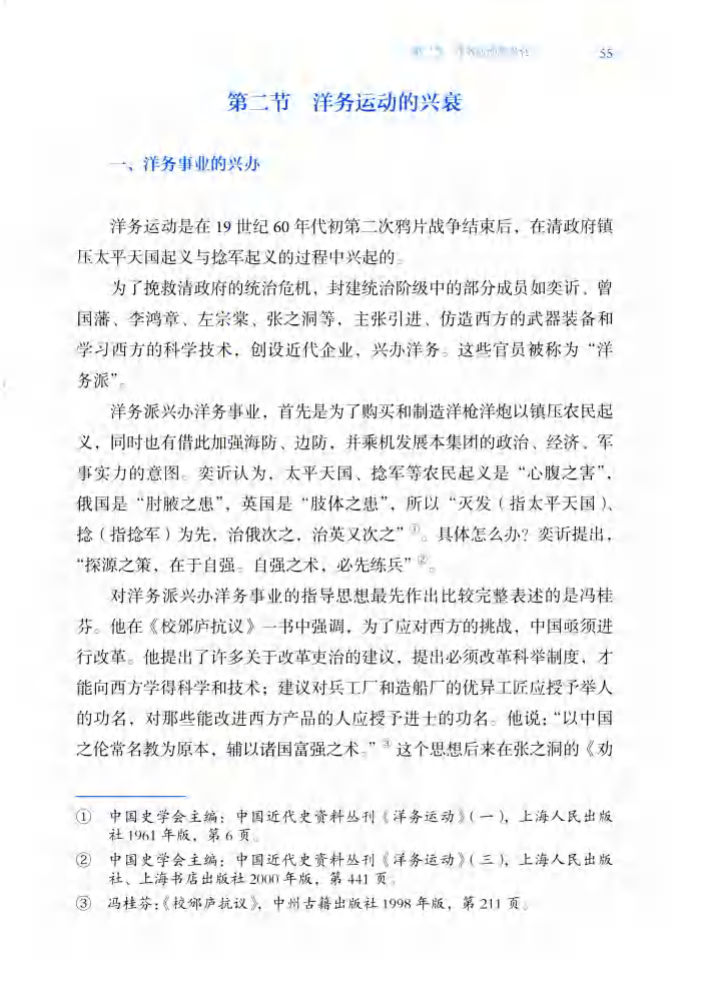 55
第二节　洋务运动的兴衰
一、洋务事业的兴办
洋务运动是在 19 世纪 60 年代初第二次鸦片战争结束后，在清政府镇
压太平天国起义与捻军起义的过程中兴起的。
为了挽救清政府的统治危机，封建统治阶级中的部分成员如奕䜣、曾
国藩、李鸿章、左宗棠、张之洞等，主张引进、仿造西方的武器装备和
学习西方的科学技术，创设近代企业，兴办洋务。这些官员被称为“洋
务派”。
洋务派兴办洋务事业，首先是为了购买和制造洋枪洋炮以镇压农民起
义，同时也有借此加强海防、边防，并乘机发展本集团的政治、经济、军
事实力的意图。奕䜣认为，太平天国、捻军等农民起义是“心腹之害”，
俄国是“肘腋之患”，英国是“肢体之患”，所以“灭发（指太平天国）、
捻（指捻军）为先，治俄次之，治英又次之”①。具体怎么办？奕䜣提出，
“探源之策，在于自强。自强之术，必先练兵”②。
对洋务派兴办洋务事业的指导思想最先作出比较完整表述的是冯桂
芬。他在《校邠庐抗议》一书中强调，为了应对西方的挑战，中国亟须进
行改革。他提出了许多关于改革吏治的建议，提出必须改革科举制度，才
能向西方学得科学和技术；建议对兵工厂和造船厂的优异工匠应授予举人
的功名，对那些能改进西方产品的人应授予进士的功名。他说：“以中国
之伦常名教为原本，辅以诸国富强之术。”③ 这个思想后来在张之洞的《劝
① 中国史学会主编：中国近代史资料丛刊《洋务运动》（一），上海人民出版
社 1961 年版，第 6 页。
② 中国史学会主编：中国近代史资料丛刊《洋务运动》（三），上海人民出版
社、上海书店出版社 2000 年版，第 441 页。
③ 冯桂芬：《校邠庐抗议》，中州古籍出版社 1998 年版，第 211 页。